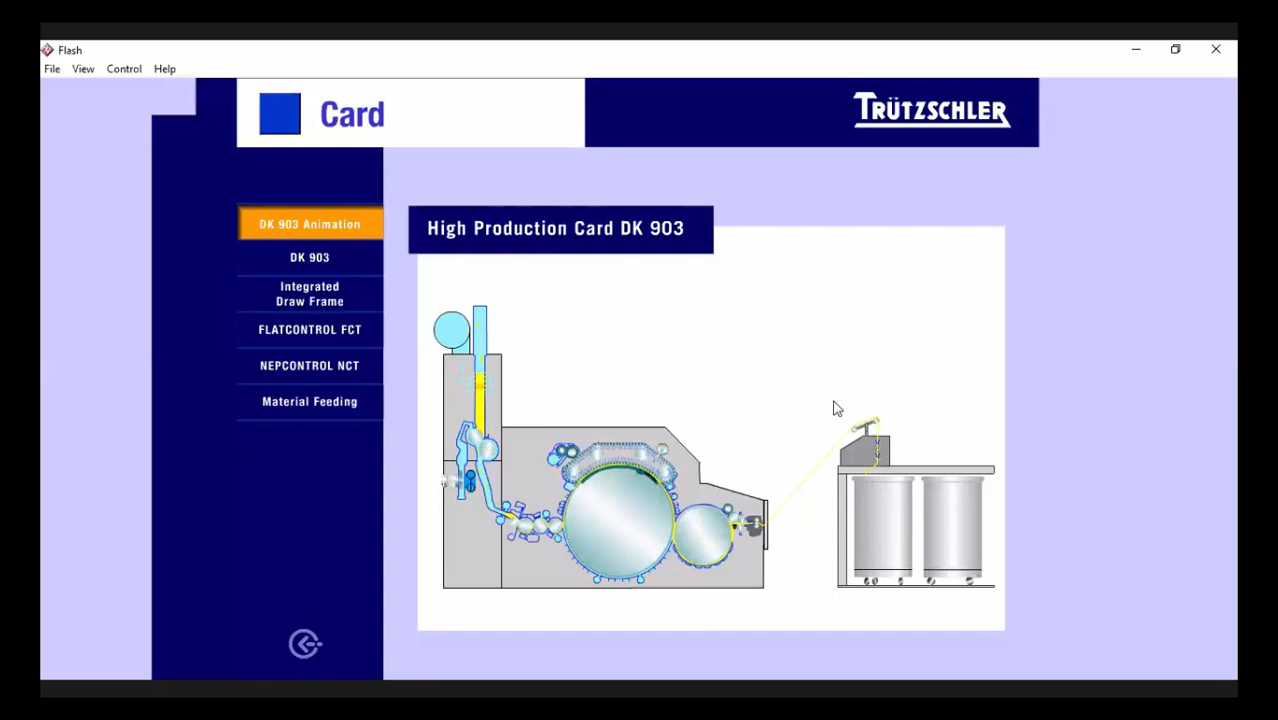 Flash
File View Control Help
Card
TRÜTZSCHLER
DK 903 Animation
DK 903
Integrated
Draw Frame
FLATCONTROL FCT
NEPCONTROL NCT
Material Feeding
High Production Card DK 903